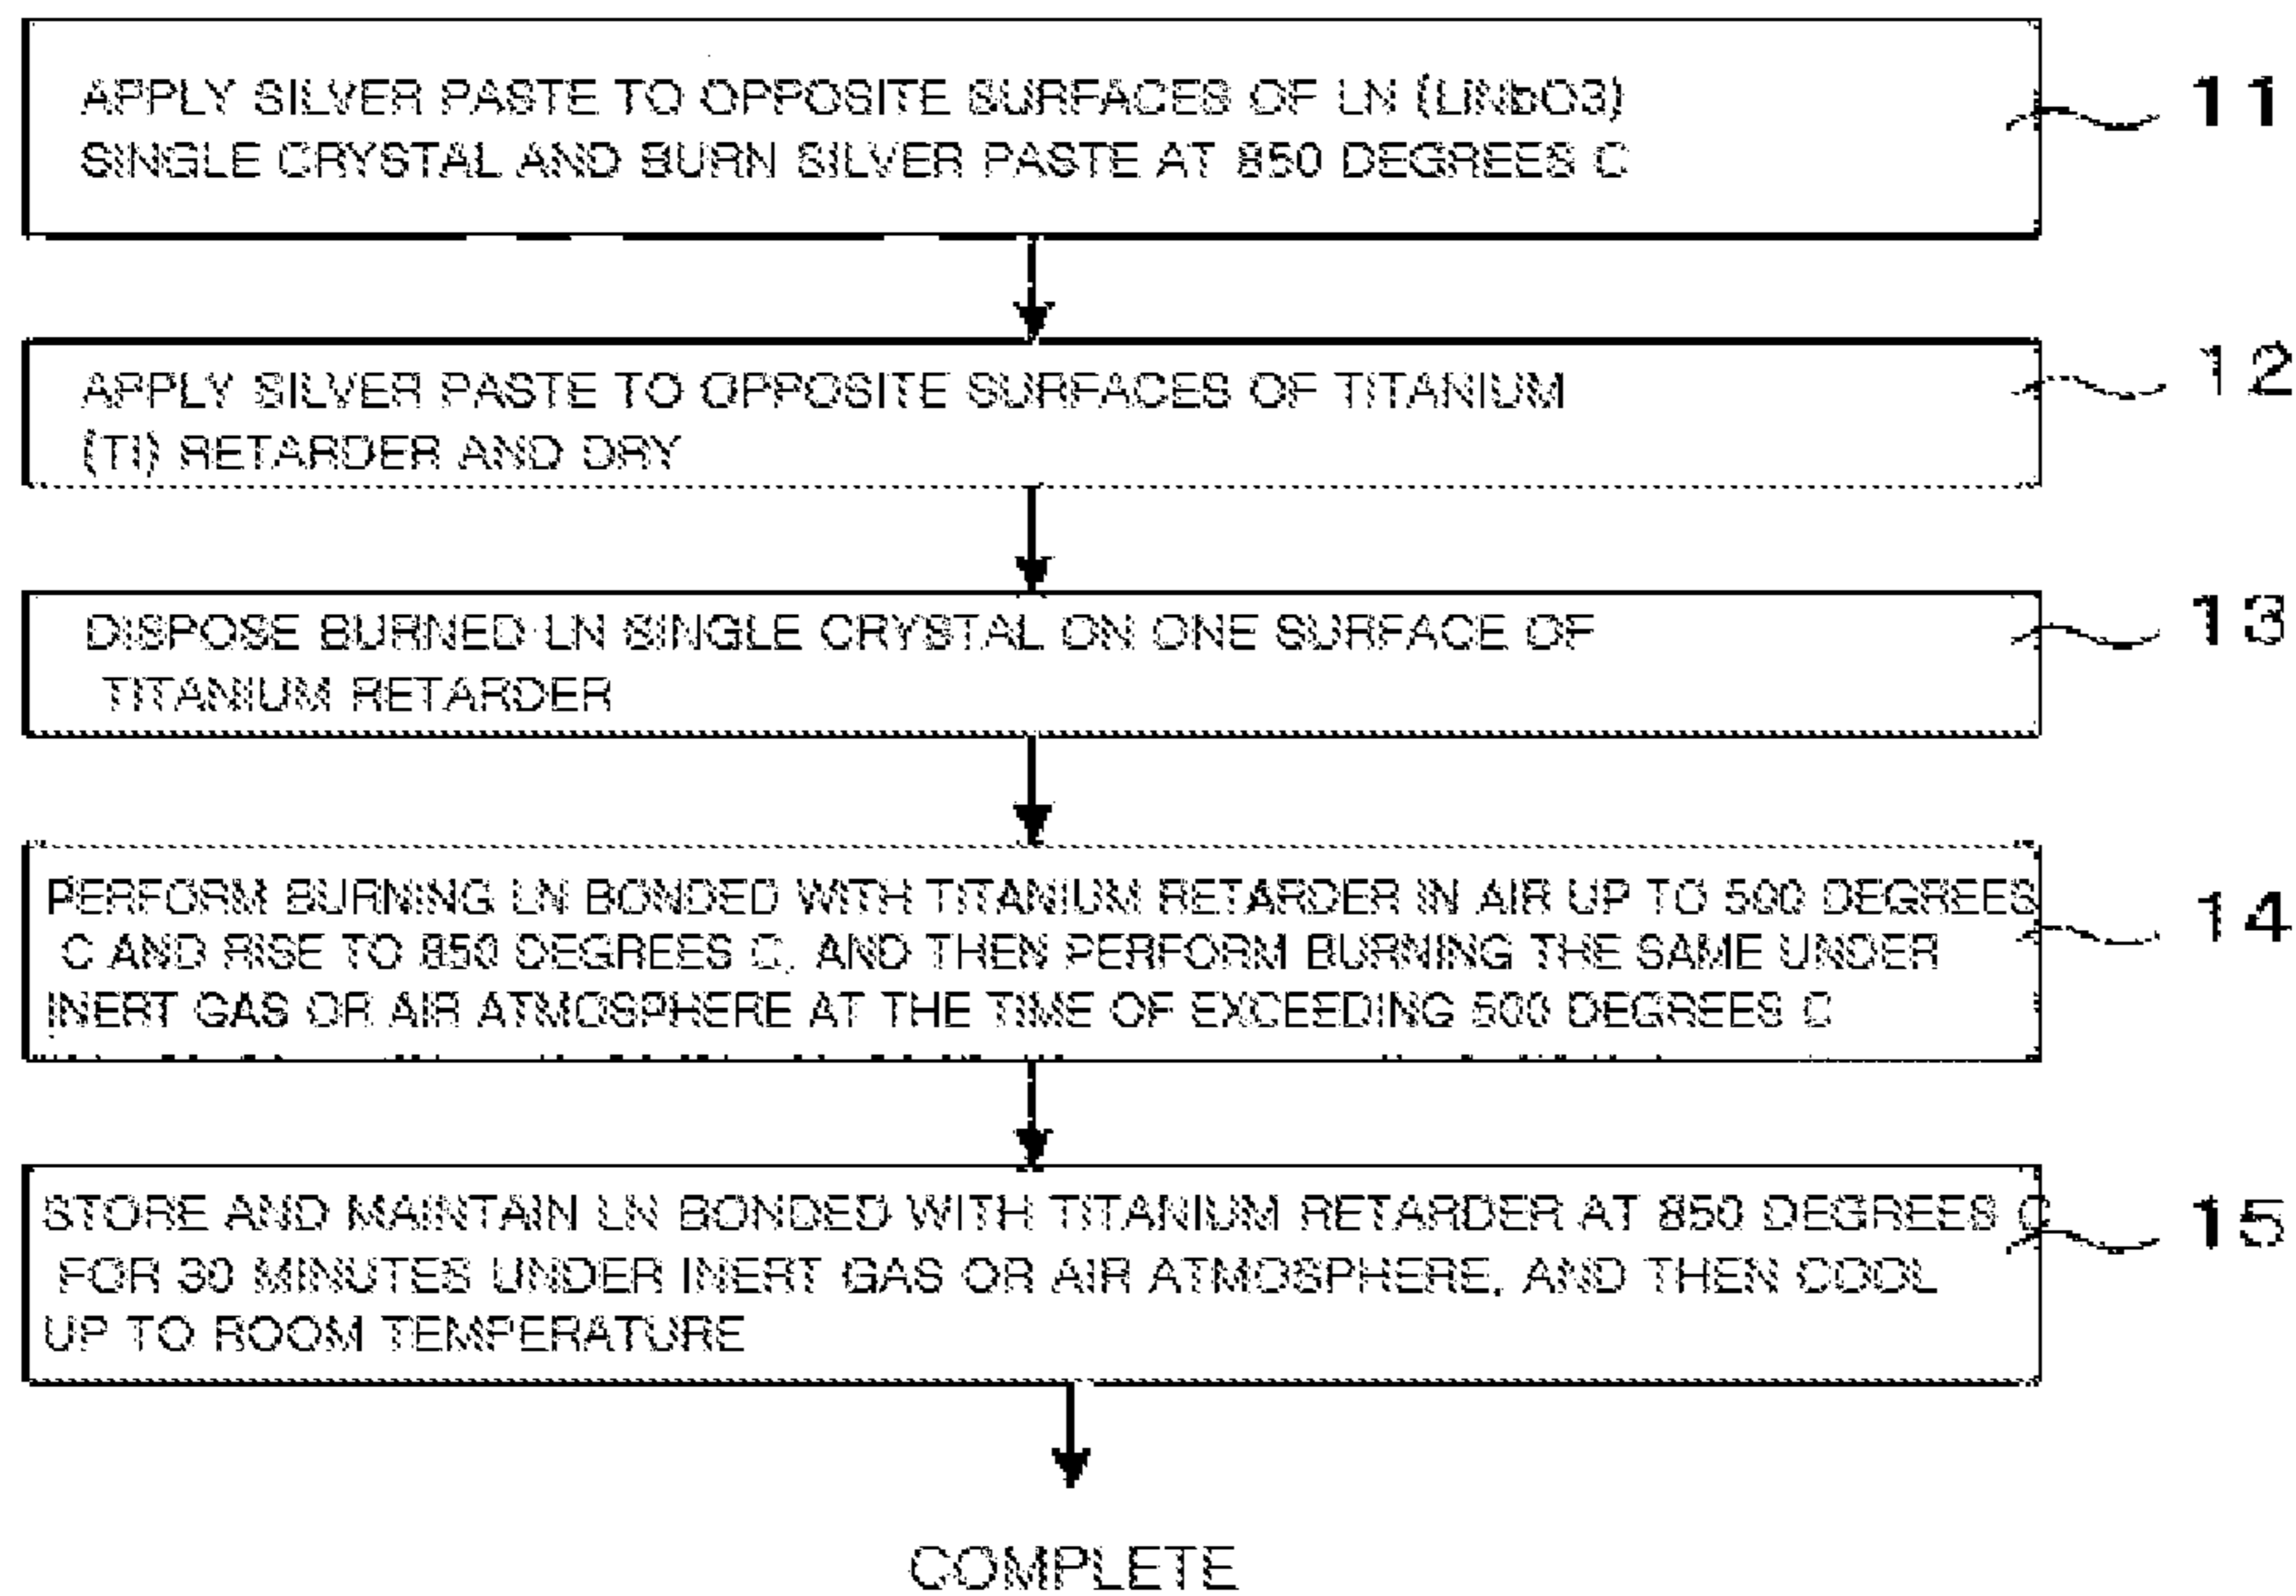 APPLY SILVER PASTE TO OPPOSITE SURFACES OF LN (LiNbO3)
SINGLE CRYSTAL AND BURN SILVER PASTE AT 850 DEGREES C
11
APPLY SILVER PASTE TO OPPOSITE SURFACES OF TITANIUM
(TI) RETARDER AND DRY
12
DISPOSE BURNED LN SINGLE CRYSTAL ON ONE SURFACE OF
TITANIUM RETARDER
13
PERFORM BURNING LN BONDED WITH TITANIUM RETARDER IN AIR UP TO 500 DEGREES
C AND RISE TO 850 DEGREES C, AND THEN PERFORM BURNING THE SAME UNDER
INERT GAS OR AIR ATMOSPHERE AT THE TIME OF EXCEEDING 500 DEGREES C
14
STORE AND MAINTAIN LN BONDED WITH TITANIUM RETARDER AT 850 DEGREES C
FOR 30 MINUTES UNDER INERT GAS OR AIR ATMOSPHERE, AND THEN COOL
UP TO ROOM TEMPERATURE
15
COMPLETE